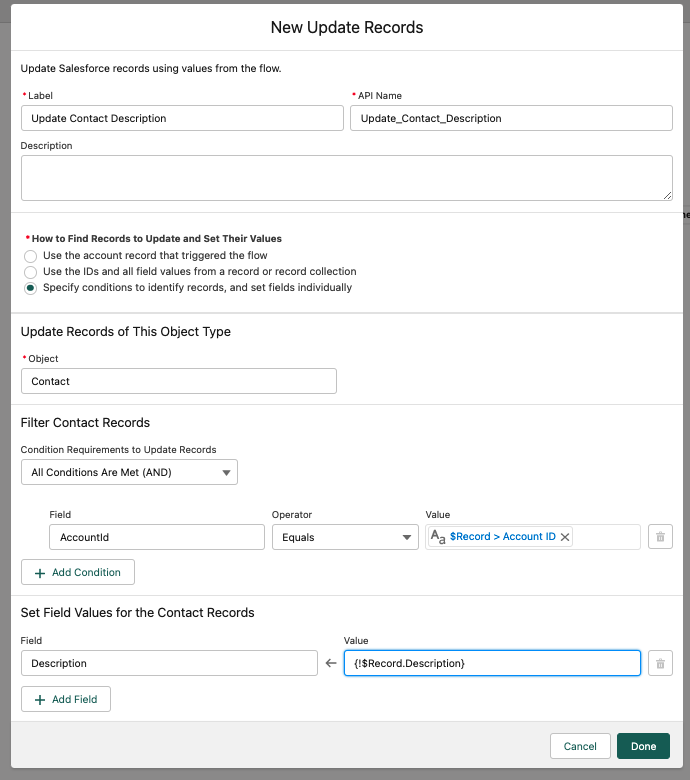 New Update Records
Update Salesforce records using values from the flow.
* Label
* API Name
Update Contact Description
Update_Contact_Description
Description
* How to Find Records to Update and Set Their Values
Use the account record that triggered the flow
Use the IDs and all field values from a record or record collection
Specify conditions to identify records, and set fields individually
Update Records of This Object Type
* Object
Contact
Filter Contact Records
Condition Requirements to Update Records
All Conditions Are Met (AND)
Field
Operator
Value
AccountId
Equals
Aa $Record > Account ID
+ Add Condition
Set Field Values for the Contact Records
Field
Value
Description
{!$Record.Description}
+ Add Field
Cancel
Done